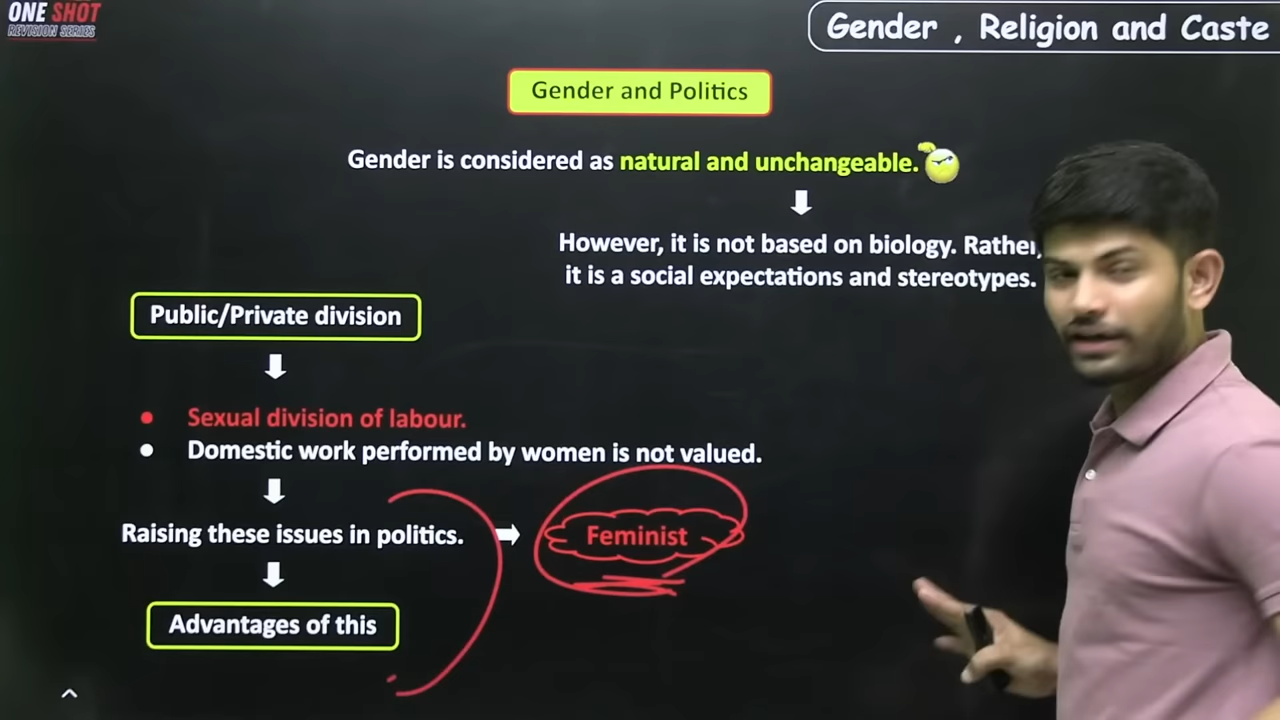 ONE SHOT
REVISION SERIES
Gender , Religion and Caste
Gender and Politics
Gender is considered as natural and unchangeable.
However, it is not based on biology. Rather,
it is a social expectations and stereotypes.
Public/Private division
• Sexual division of labour.
• Domestic work performed by women is not valued.
Raising these issues in politics.
Feminist
Advantages of this